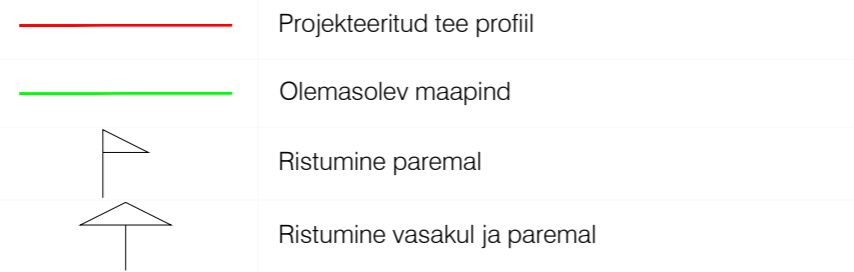 Projekteeritud tee profiil
Olemasolev maapind
Ristumine paremal
Ristumine vasakul ja paremal